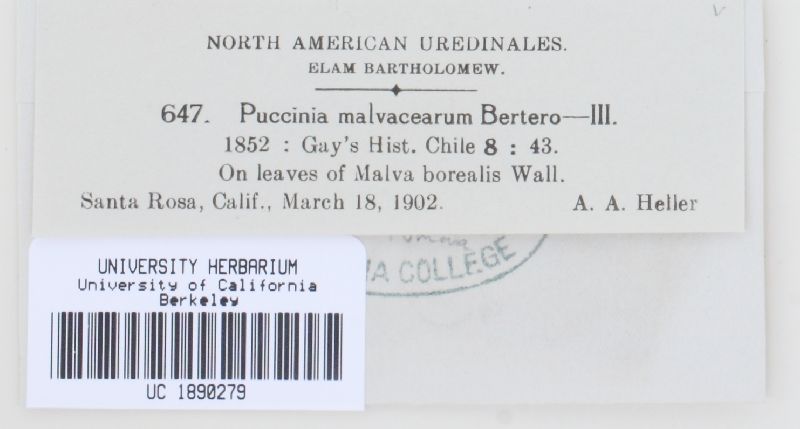 NORTH AMERICAN UREDINALES.
ELAM BARTHOLOMEW.
647. Puccinia malvacearum Bertero—III.
1852 : Gay's Hist. Chile 8 : 43.
On leaves of Malva borealis Wall.
Santa Rosa, Calif., March 18, 1902. A. A. Heller
COLLEGE
UNIVERSITY HERBARIUM
University of California
Berkeley
UC 1890279